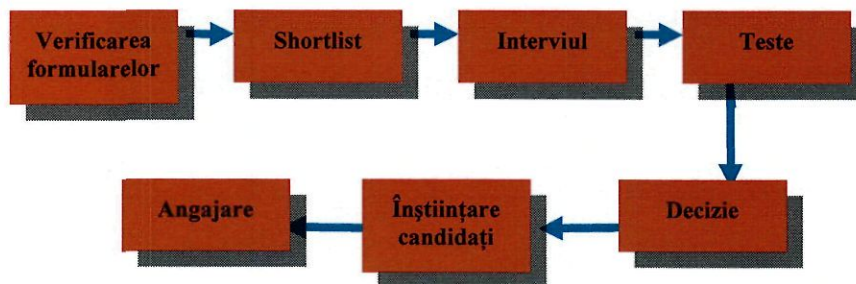 Verificarea
formularelor
Shortlist
Interviul
Teste
Decizie
Înștiințare
candidați
Angajare